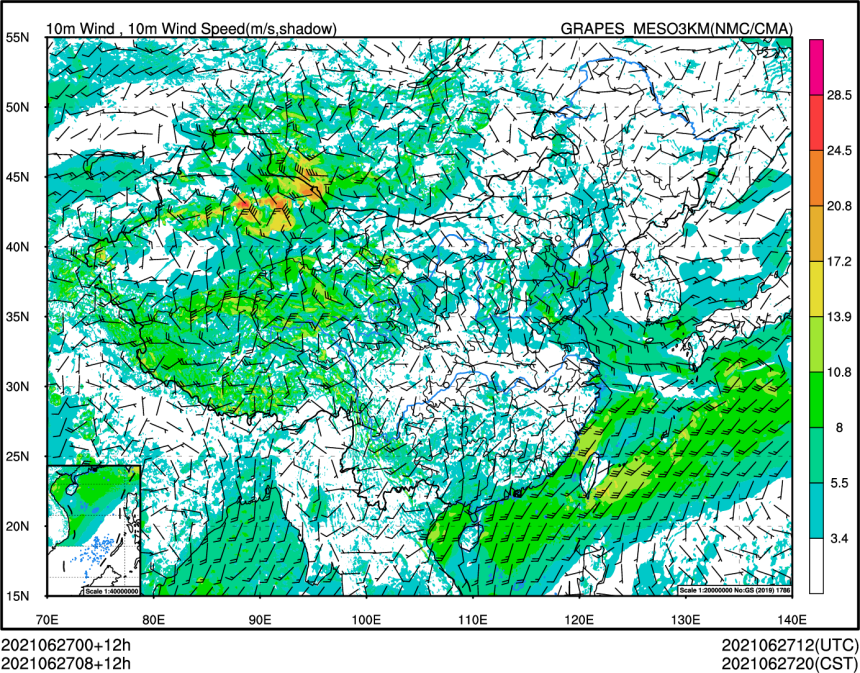 10m Wind , 10m Wind Speed(m/s,shadow) GRAPES_MESO3KM(NMC/CMA)
55N
50N
45N
40N
35N
30N
25N
20N
15N
28.5
24.5
20.8
17.2
13.9
10.8
8
5.5
3.4
Scale 1:40000000
Scale 1:20000000 No:GS (2019) 1786
70E 80E 90E 100E 110E 120E 130E 140E
2021062700+12h 2021062712(UTC)
2021062708+12h 2021062720(CST)